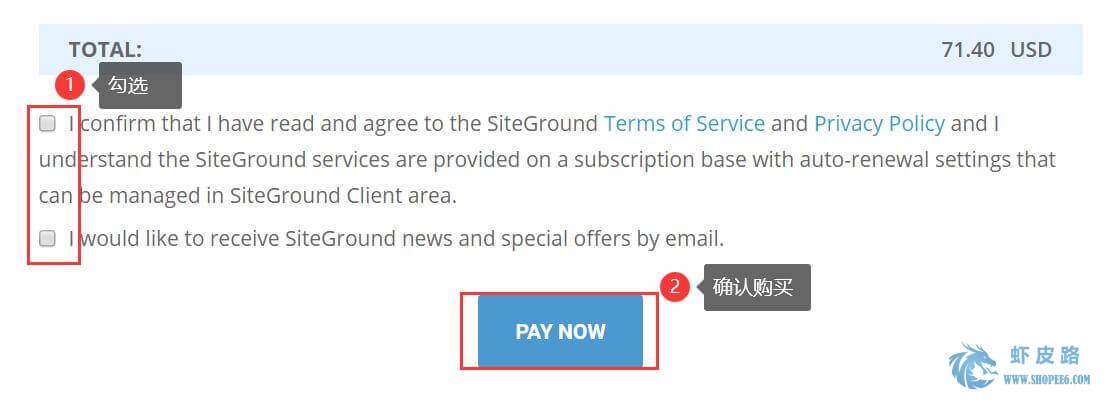 TOTAL: 71.40 USD
1 勾选
I confirm that I have read and agree to the SiteGround Terms of Service and Privacy Policy and I
understand the SiteGround services are provided on a subscription base with auto-renewal settings that
can be managed in SiteGround Client area.
I would like to receive SiteGround news and special offers by email.
2 确认购买
PAY NOW
虾皮路
WWW.SHOPEE6.COM